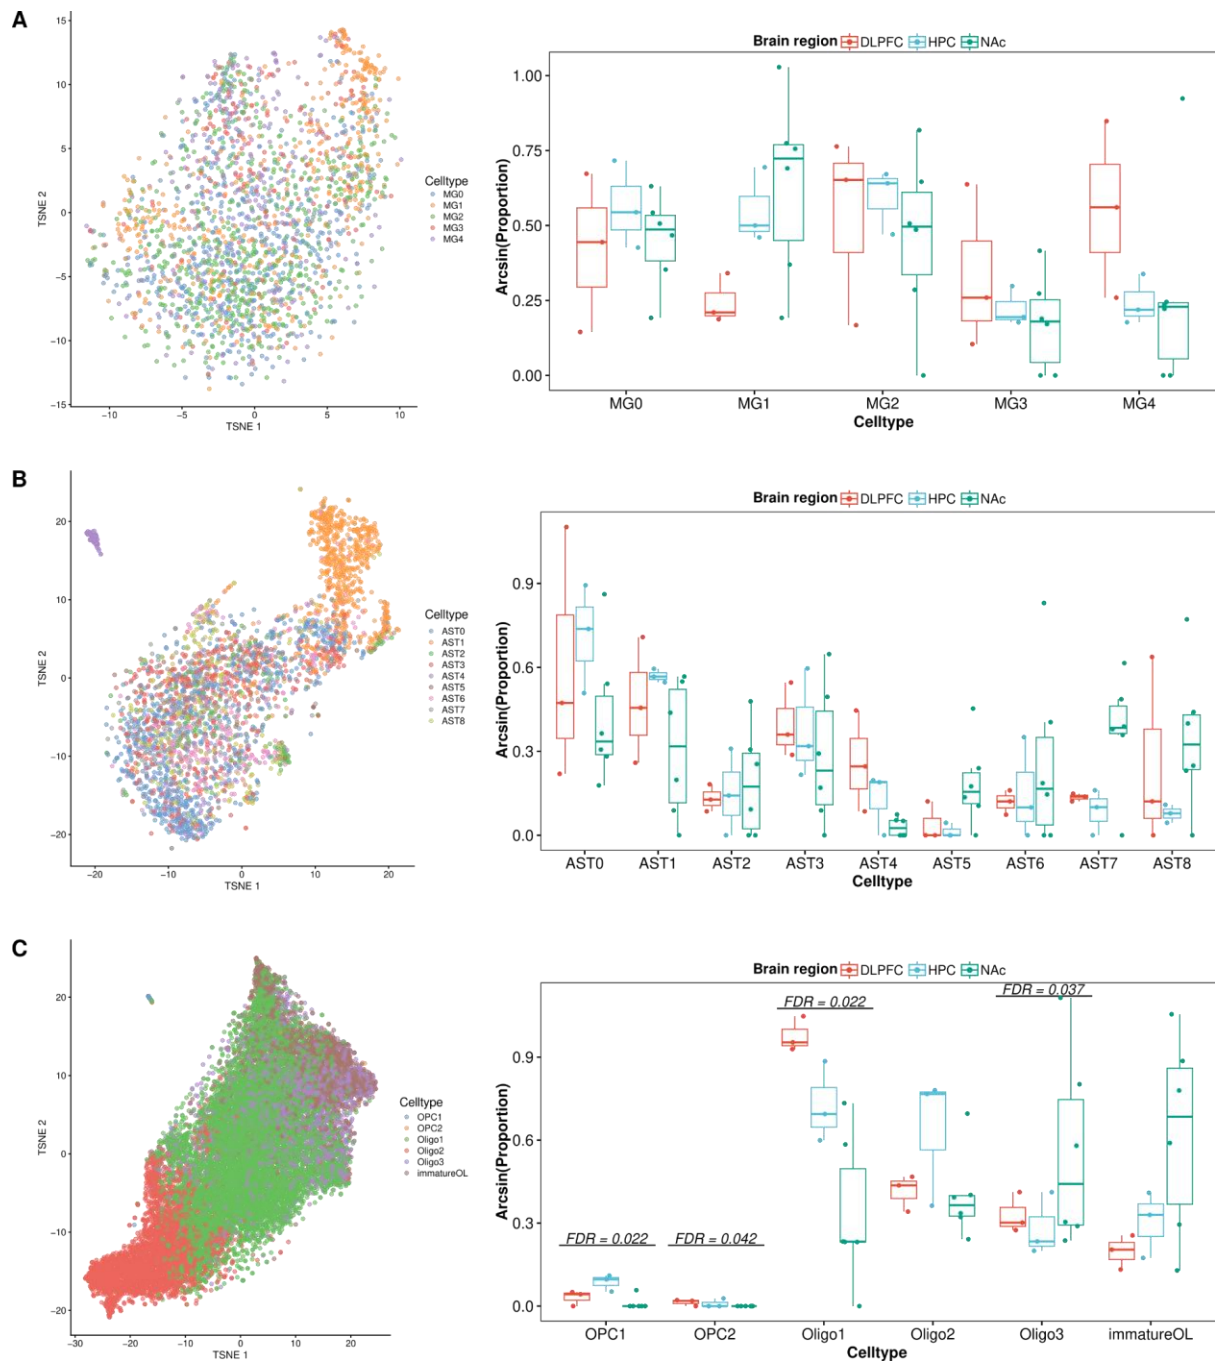 A
15
10
5
0
−5
−10
−15
TSNE 2
−10 −5 0 5 10
TSNE 1
Celltype
MG0
MG1
MG2
MG3
MG4
Brain region DLPFC HPC NAc
1.00
0.75
0.50
0.25
0.00
Arcsin(Proportion)
MG0 MG1 MG2 MG3 MG4
Celltype
B
20
10
0
−10
−20
TSNE 2
−20 −10 0 10 20
TSNE 1
Celltype
AST0
AST1
AST2
AST3
AST4
AST5
AST6
AST7
AST8
Brain region DLPFC HPC NAc
0.9
0.6
0.3
0.0
Arcsin(Proportion)
AST0 AST1 AST2 AST3 AST4 AST5 AST6 AST7 AST8
Celltype
C
20
10
0
−10
−20
TSNE 2
−30 −20 −10 0 10 20
TSNE 1
Celltype
OPC1
OPC2
Oligo1
Oligo2
Oligo3
immatureOL
Brain region DLPFC HPC NAc
FDR = 0.022 FDR = 0.037
FDR = 0.022 FDR = 0.042
0.9
0.6
0.3
0.0
Arcsin(Proportion)
OPC1 OPC2 Oligo1 Oligo2 Oligo3 immatureOL
Celltype